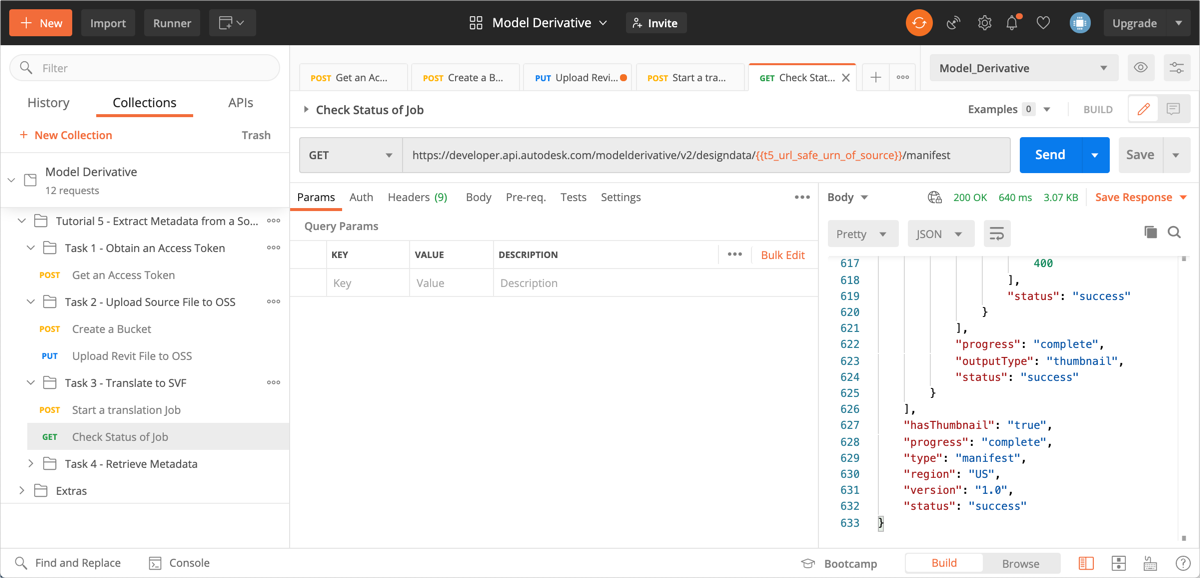 + New
Import
Runner
Model Derivative
Invite
Upgrade
Filter
History
Collections
APIs
+ New Collection
Trash
Model Derivative
12 requests
Tutorial 5 - Extract Metadata from a So...
Task 1 - Obtain an Access Token
POST Get an Access Token
Task 2 - Upload Source File to OSS
POST Create a Bucket
PUT Upload Revit File to OSS
Task 3 - Translate to SVF
POST Start a translation Job
GET Check Status of Job
Task 4 - Retrieve Metadata
Extras
POST Get an Ac...
POST Create a B...
PUT Upload Revi...
POST Start a tra...
GET Check Stat...
Model_Derivative
Check Status of Job
Examples 0
BUILD
GET
https://developer.api.autodesk.com/modelderivative/v2/designdata/{{t5_url_safe_urn_of_source}}/manifest
Send
Save
Params
Auth
Headers (9)
Body
Pre-req.
Tests
Settings
Query Params
KEY
VALUE
DESCRIPTION
Bulk Edit
Key
Value
Description
Body
200 OK
640 ms
3.07 KB
Save Response
Pretty
JSON
617 400
618 ],
619 "status": "success"
620 }
621 ],
622 "progress": "complete",
623 "outputType": "thumbnail",
624 "status": "success"
625 }
626 ],
627 "hasThumbnail": "true",
628 "progress": "complete",
629 "type": "manifest",
630 "region": "US",
631 "version": "1.0",
632 "status": "success"
633 }
Find and Replace
Console
Bootcamp
Build
Browse